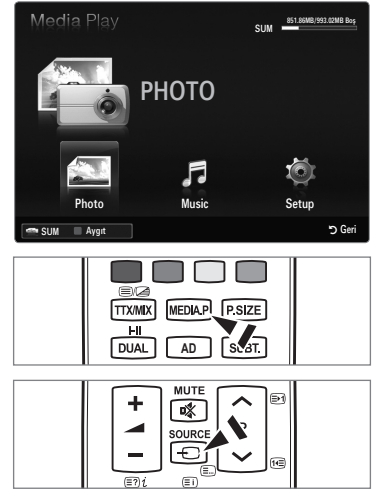 Media Play
SUM 851.86MB/993.02MB Boş
PHOTO
Photo Music Setup
SUM Aygıt Geri
TTX/MIX MEDIA.P P.SIZE
I-II
DUAL AD SUBT.
MUTE
SOURCE
P